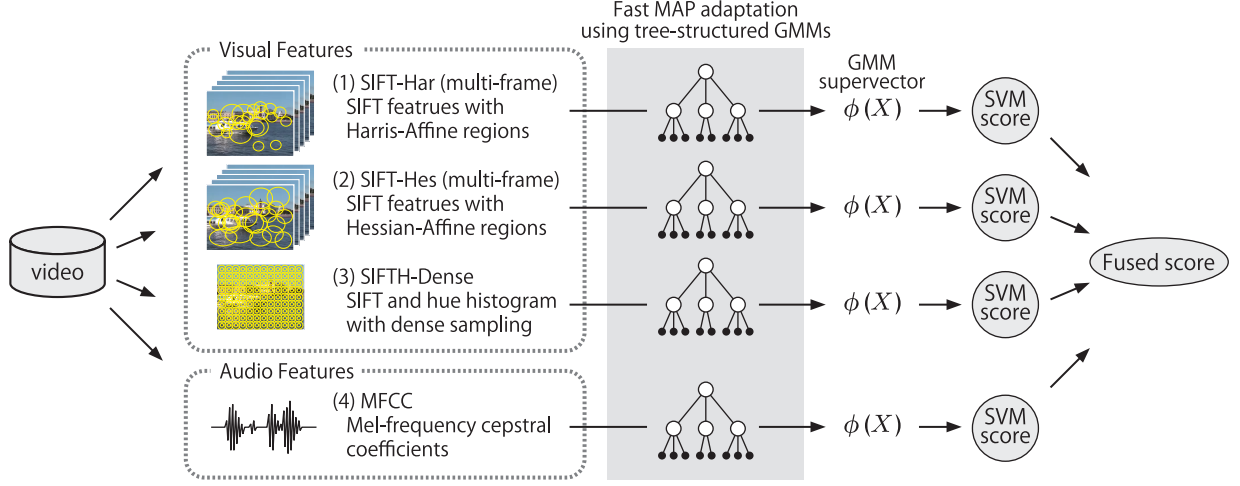 Fast MAP adaptation
using tree-structured GMMs
Visual Features
(1) SIFT-Har (multi-frame)
SIFT featrues with
Harris-Affine regions
(2) SIFT-Hes (multi-frame)
SIFT featrues with
Hessian-Affine regions
(3) SIFTH-Dense
SIFT and hue histogram
with dense sampling
Audio Features
(4) MFCC
Mel-frequency cepstral
coefficients
video
GMM
supervector
ϕ(X)
ϕ(X)
ϕ(X)
ϕ(X)
SVM
score
SVM
score
SVM
score
SVM
score
Fused score